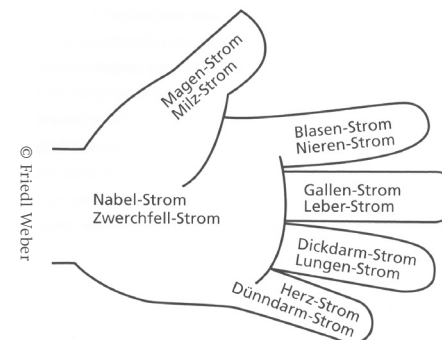 Magen-Strom
Milz-Strom
Blasen-Strom
Nieren-Strom
Gallen-Strom
Leber-Strom
Nabel-Strom
Zwerchfell-Strom
Dickdarm-Strom
Lungen-Strom
Herz-Strom
Dünndarm-Strom
© Friedl Weber